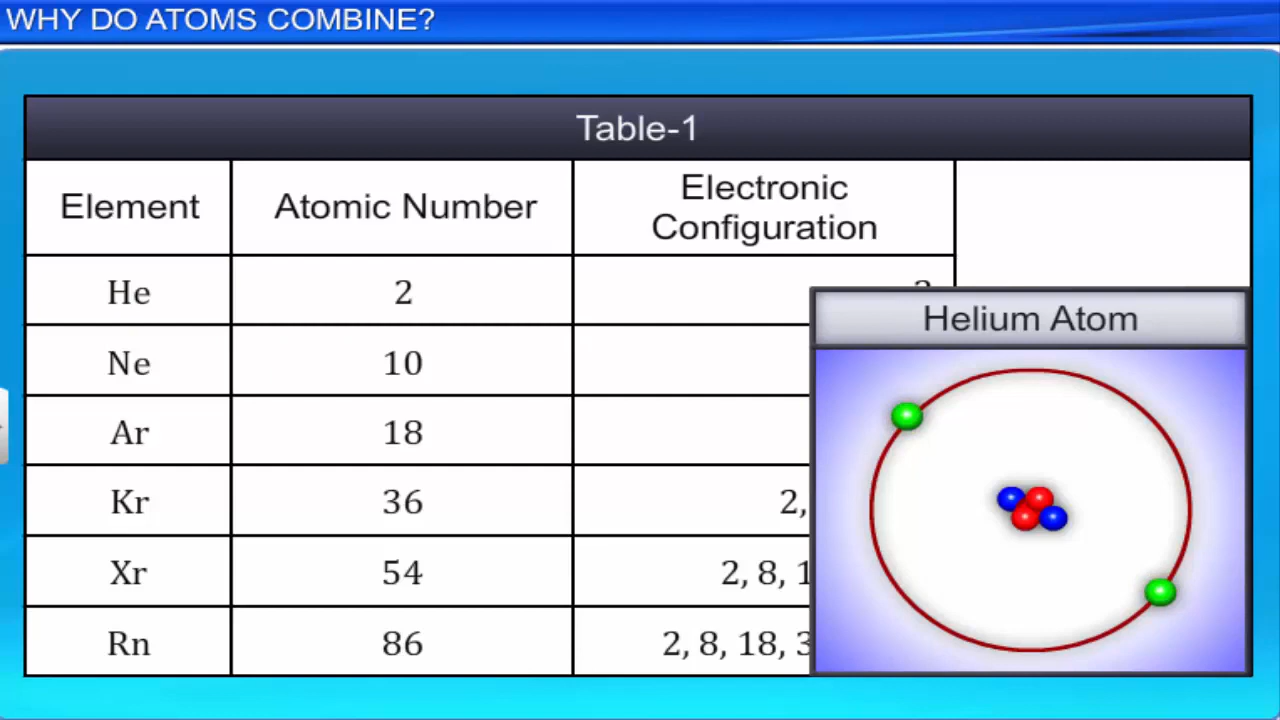 WHY DO ATOMS COMBINE?
Table-1
Element Atomic Number Electronic Configuration
He 2
Ne 10
Ar 18
Kr 36 2,
Xr 54 2, 8, 1
Rn 86 2, 8, 18, 3
Helium Atom